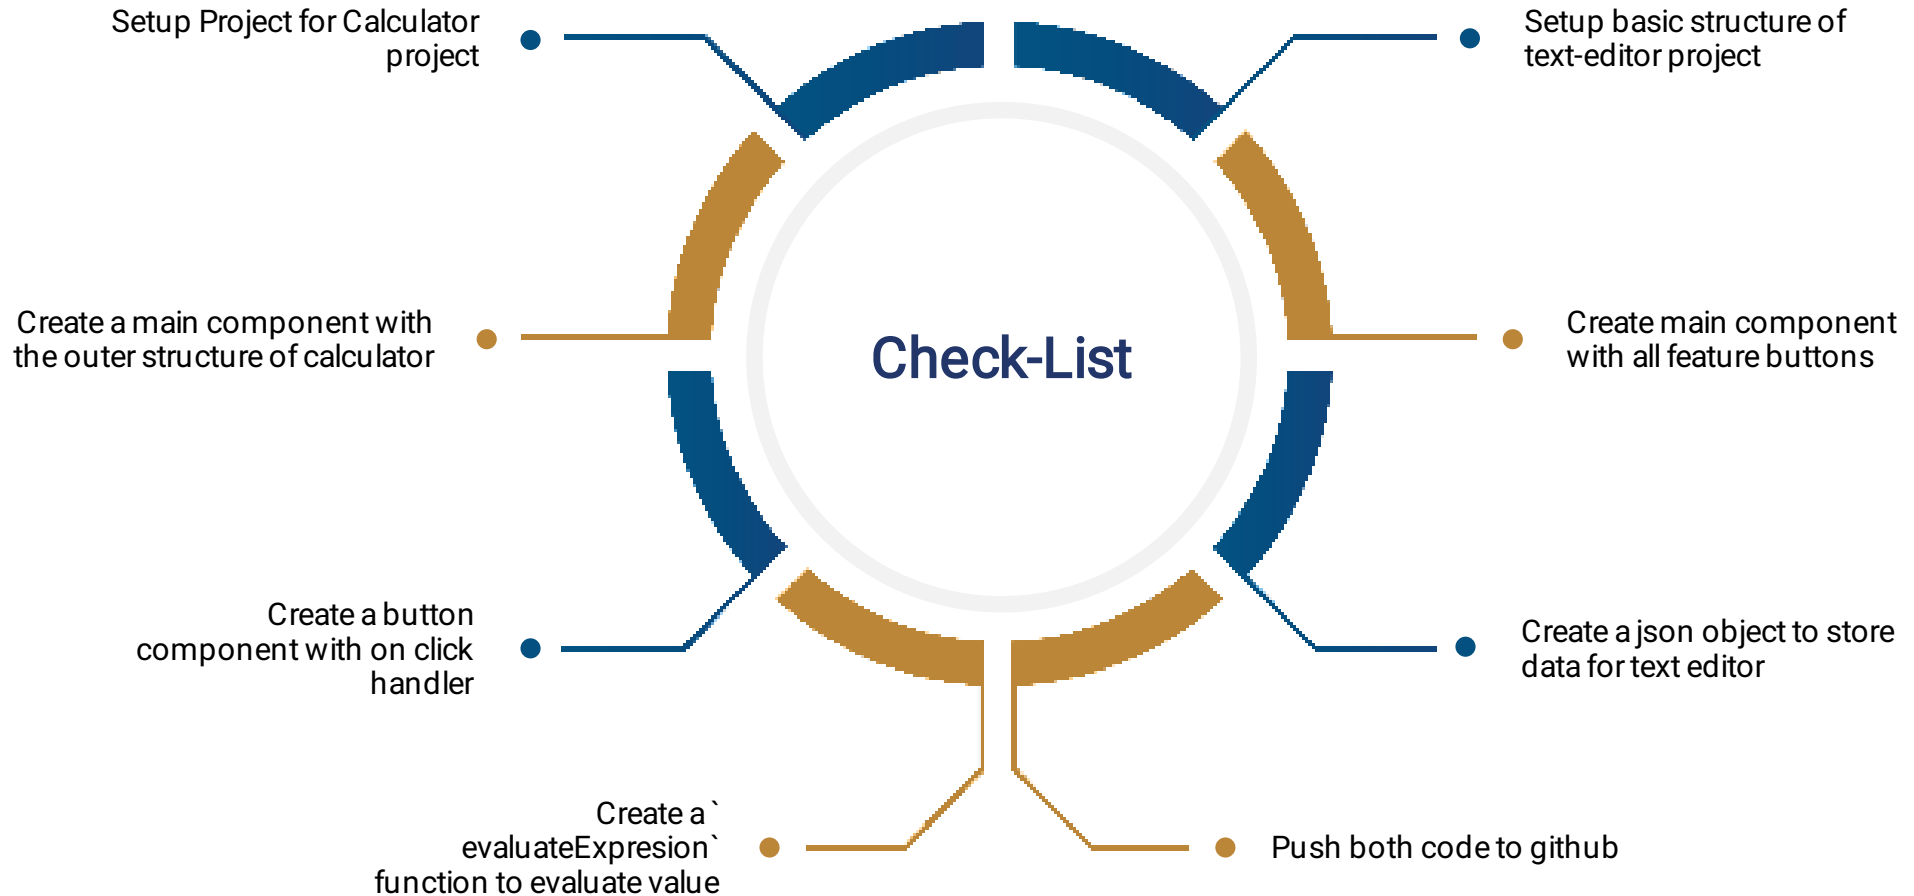 Setup Project for Calculator
project
Create a main component with
the outer structure of calculator
Create a button
component with on click
handler
Create a `
evaluateExpresion`
function to evaluate value
Check-List
Setup basic structure of
text-editor project
Create main component
with all feature buttons
Create a json object to store
data for text editor
Push both code to github